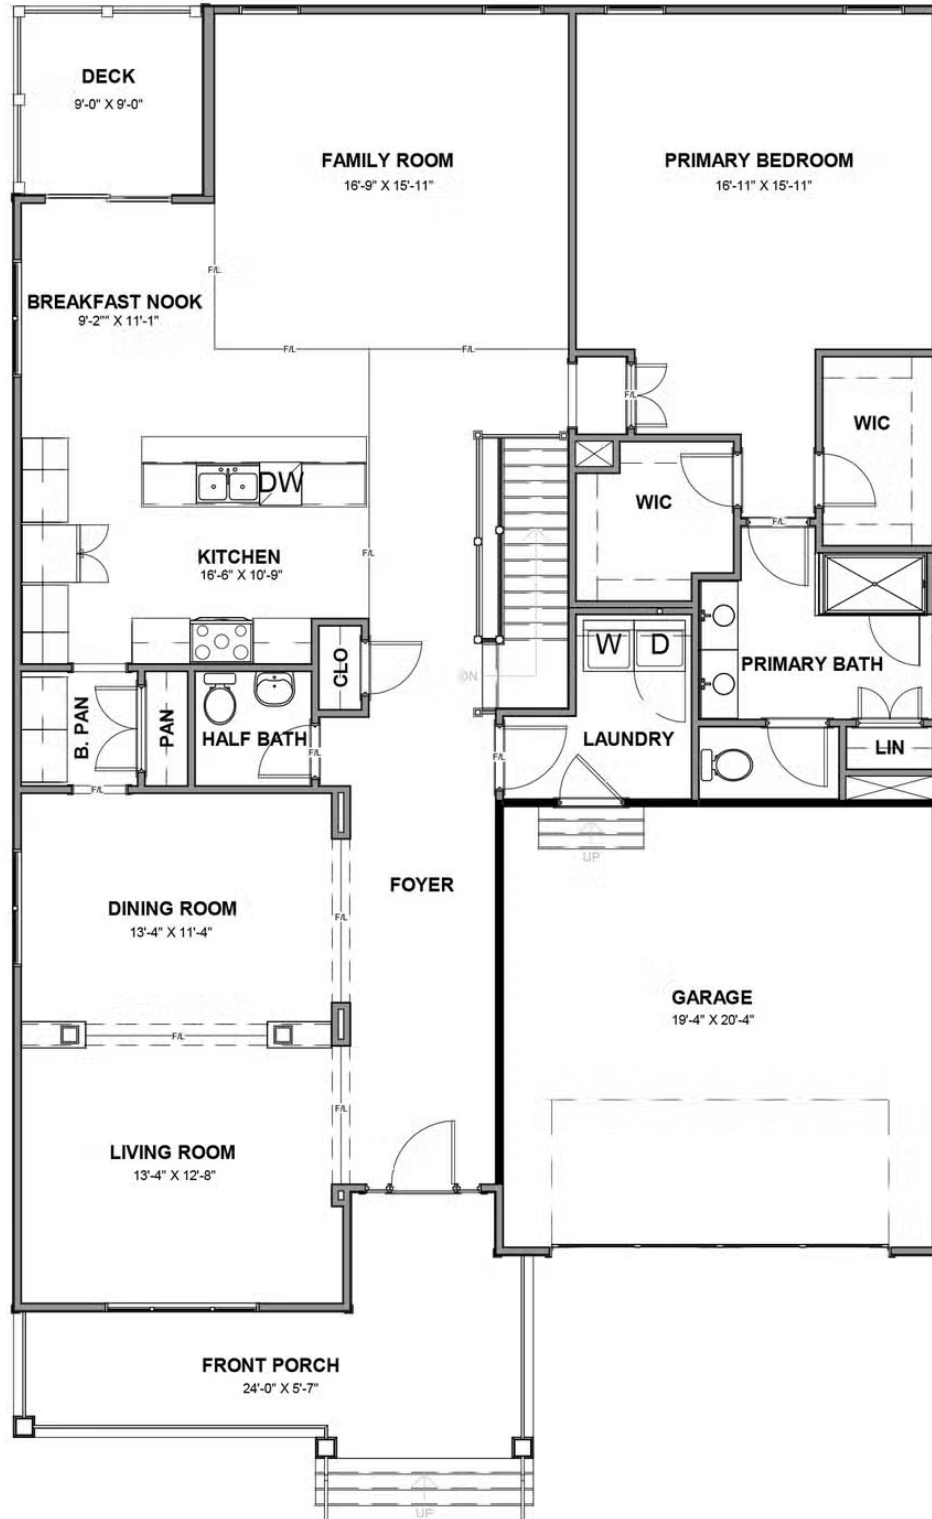 DECK
9'-0" X 9'-0"
FAMILY ROOM
16'-9" X 15'-11"
PRIMARY BEDROOM
16'-11" X 15'-11"
F/L
BREAKFAST NOOK
9'-2"" X 11'-1"
F/L
F/L
F/L
WIC
DW
WIC
F/L
F/L
KITCHEN
16'-6" X 10'-9"
W
D
CLO
PRIMARY BATH
DN
B. PAN
PAN
HALF BATH
F/L
LAUNDRY
F/L
LIN
F/L
UP
FOYER
DINING ROOM
13'-4" X 11'-4"
F/L
GARAGE
19'-4" X 20'-4"
F/L
F/L
LIVING ROOM
13'-4" X 12'-8"
FRONT PORCH
24'-0" X 5'-7"
UP